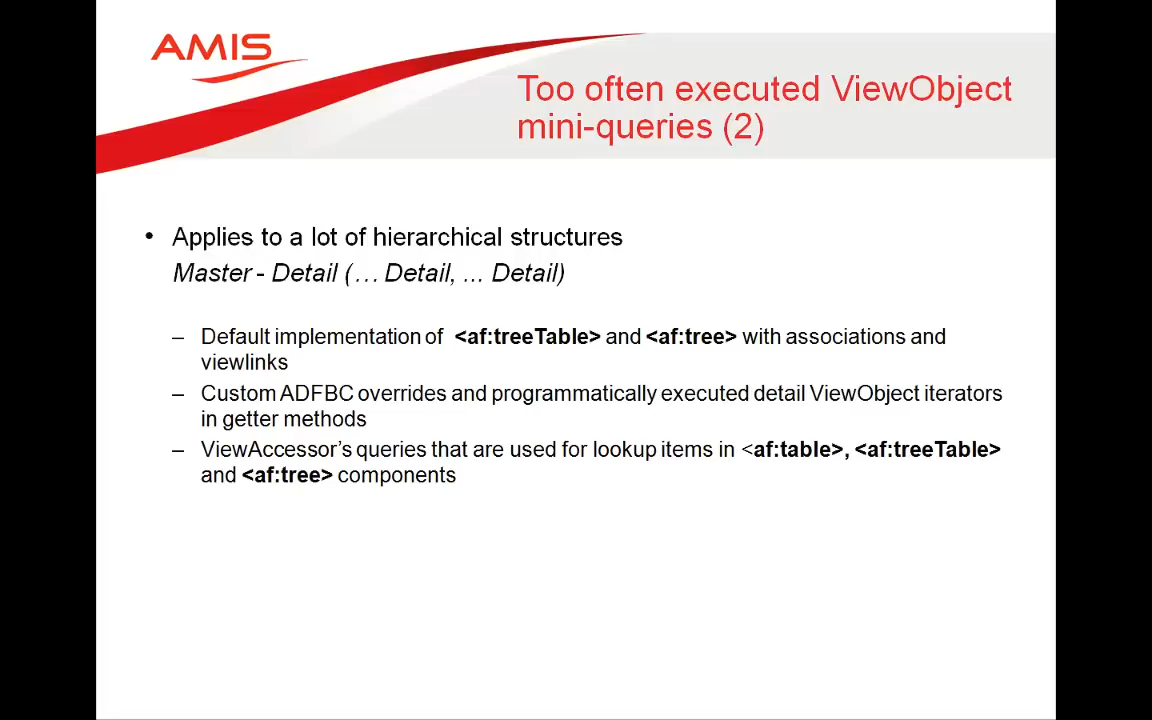 AMIS
Too often executed ViewObject
mini-queries (2)
• Applies to a lot of hierarchical structures
Master - Detail (… Detail, ... Detail)
– Default implementation of <af:treeTable> and <af:tree> with associations and
viewlinks
– Custom ADFBC overrides and programmatically executed detail ViewObject iterators
in getter methods
– ViewAccessor’s queries that are used for lookup items in <af:table>, <af:treeTable>
and <af:tree> components